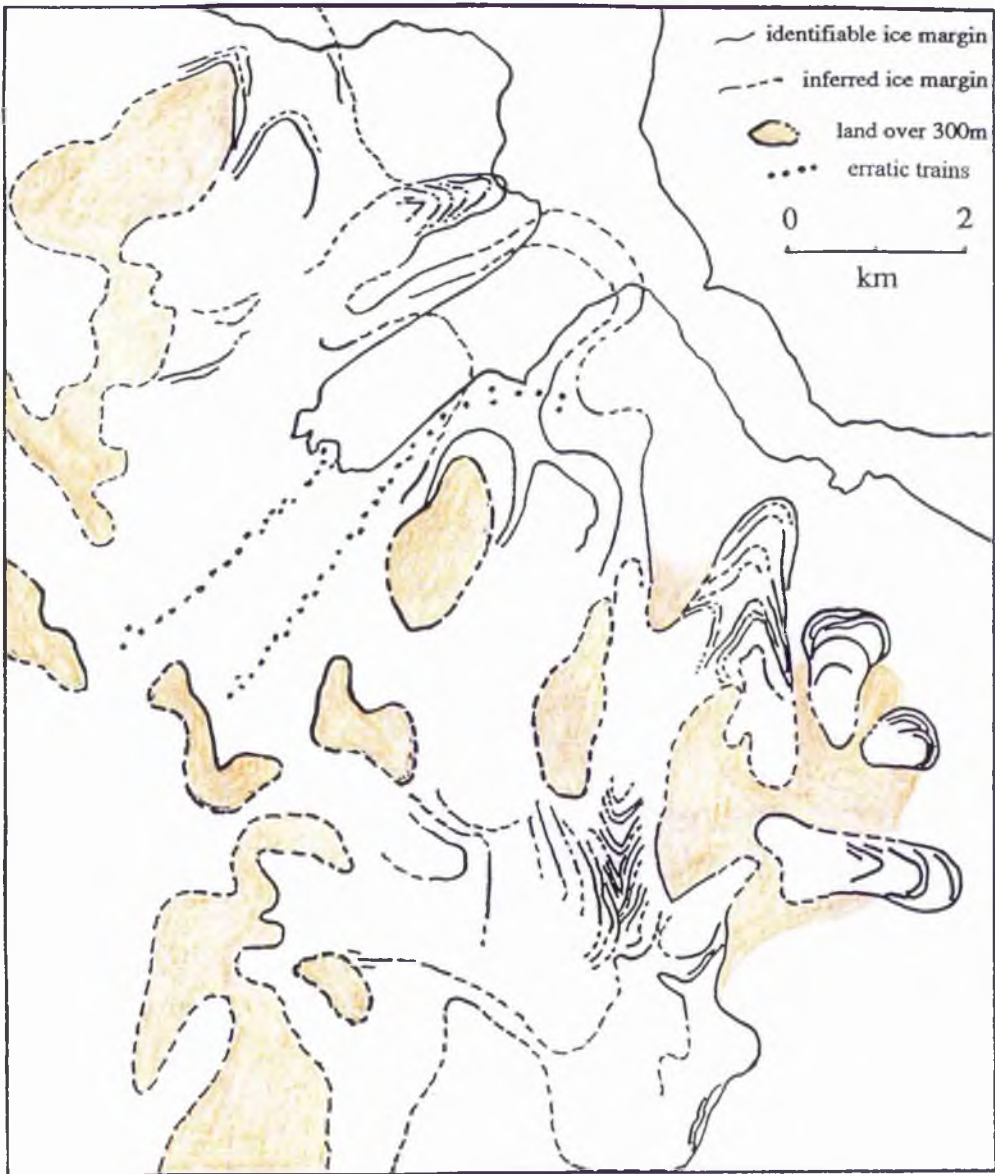 identifiable ice margin
inferred ice margin
land over 300m
erratic trains
0 2
km